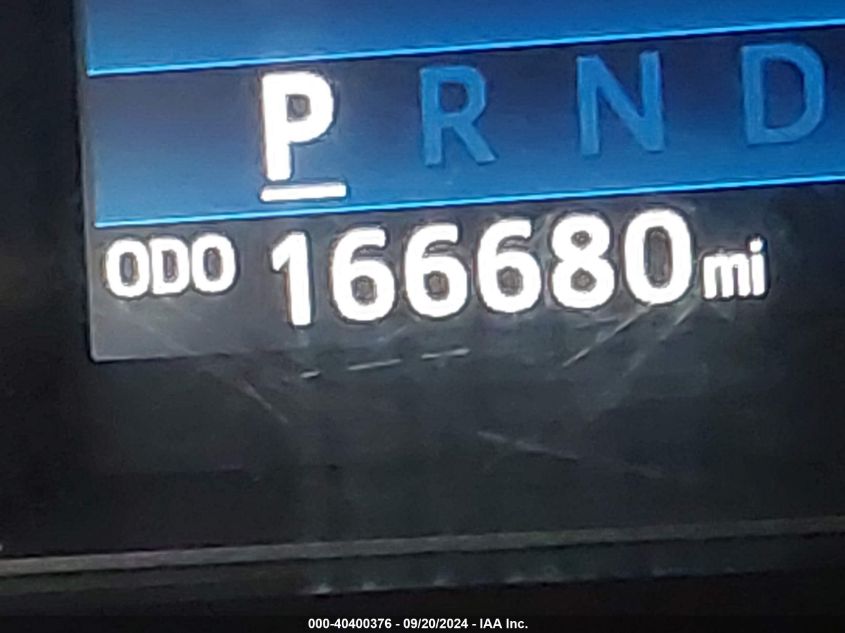 P R N D
ODO 166680 mi
000-40400376 - 09/20/2024 - IAA Inc.